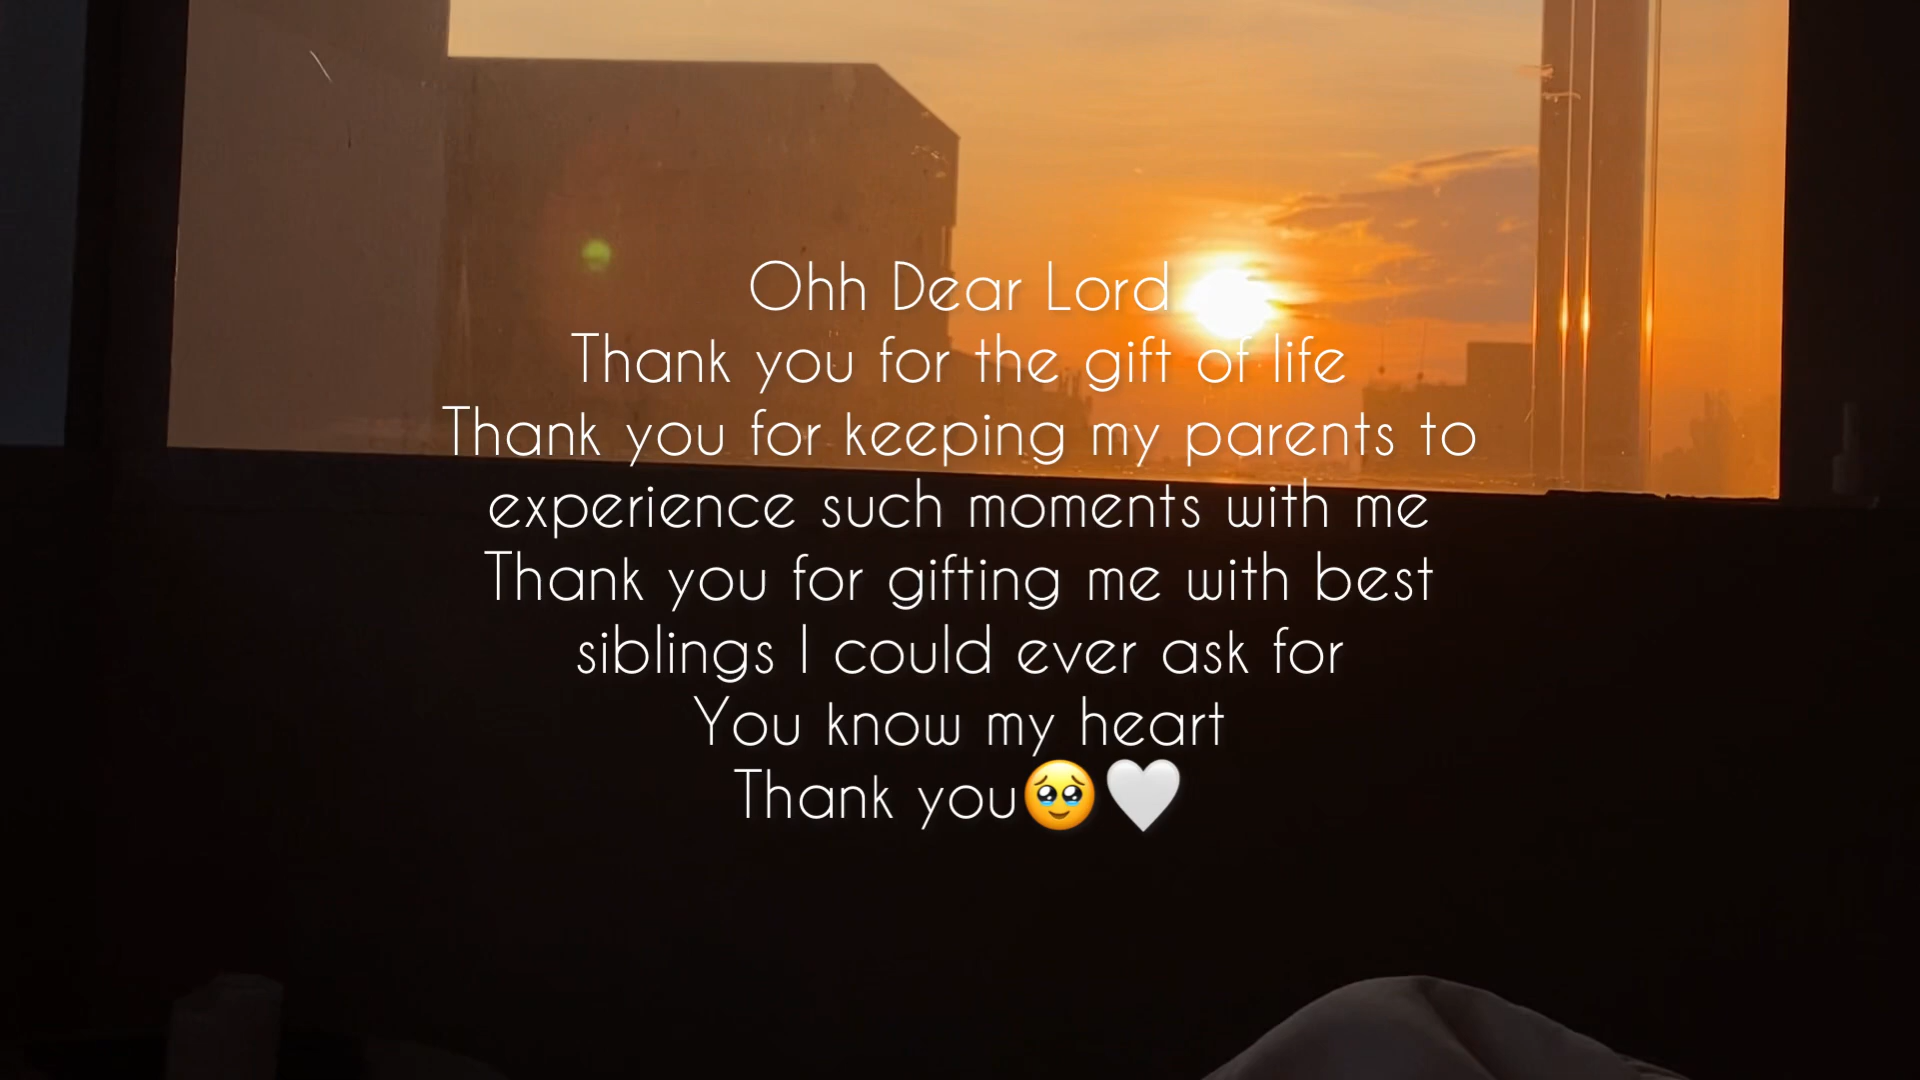 Ohh Dear Lord
Thank you for the gift of life
Thank you for keeping my parents to
experience such moments with me
Thank you for gifting me with best
siblings I could ever ask for
You know my heart
Thank you🥹🤍